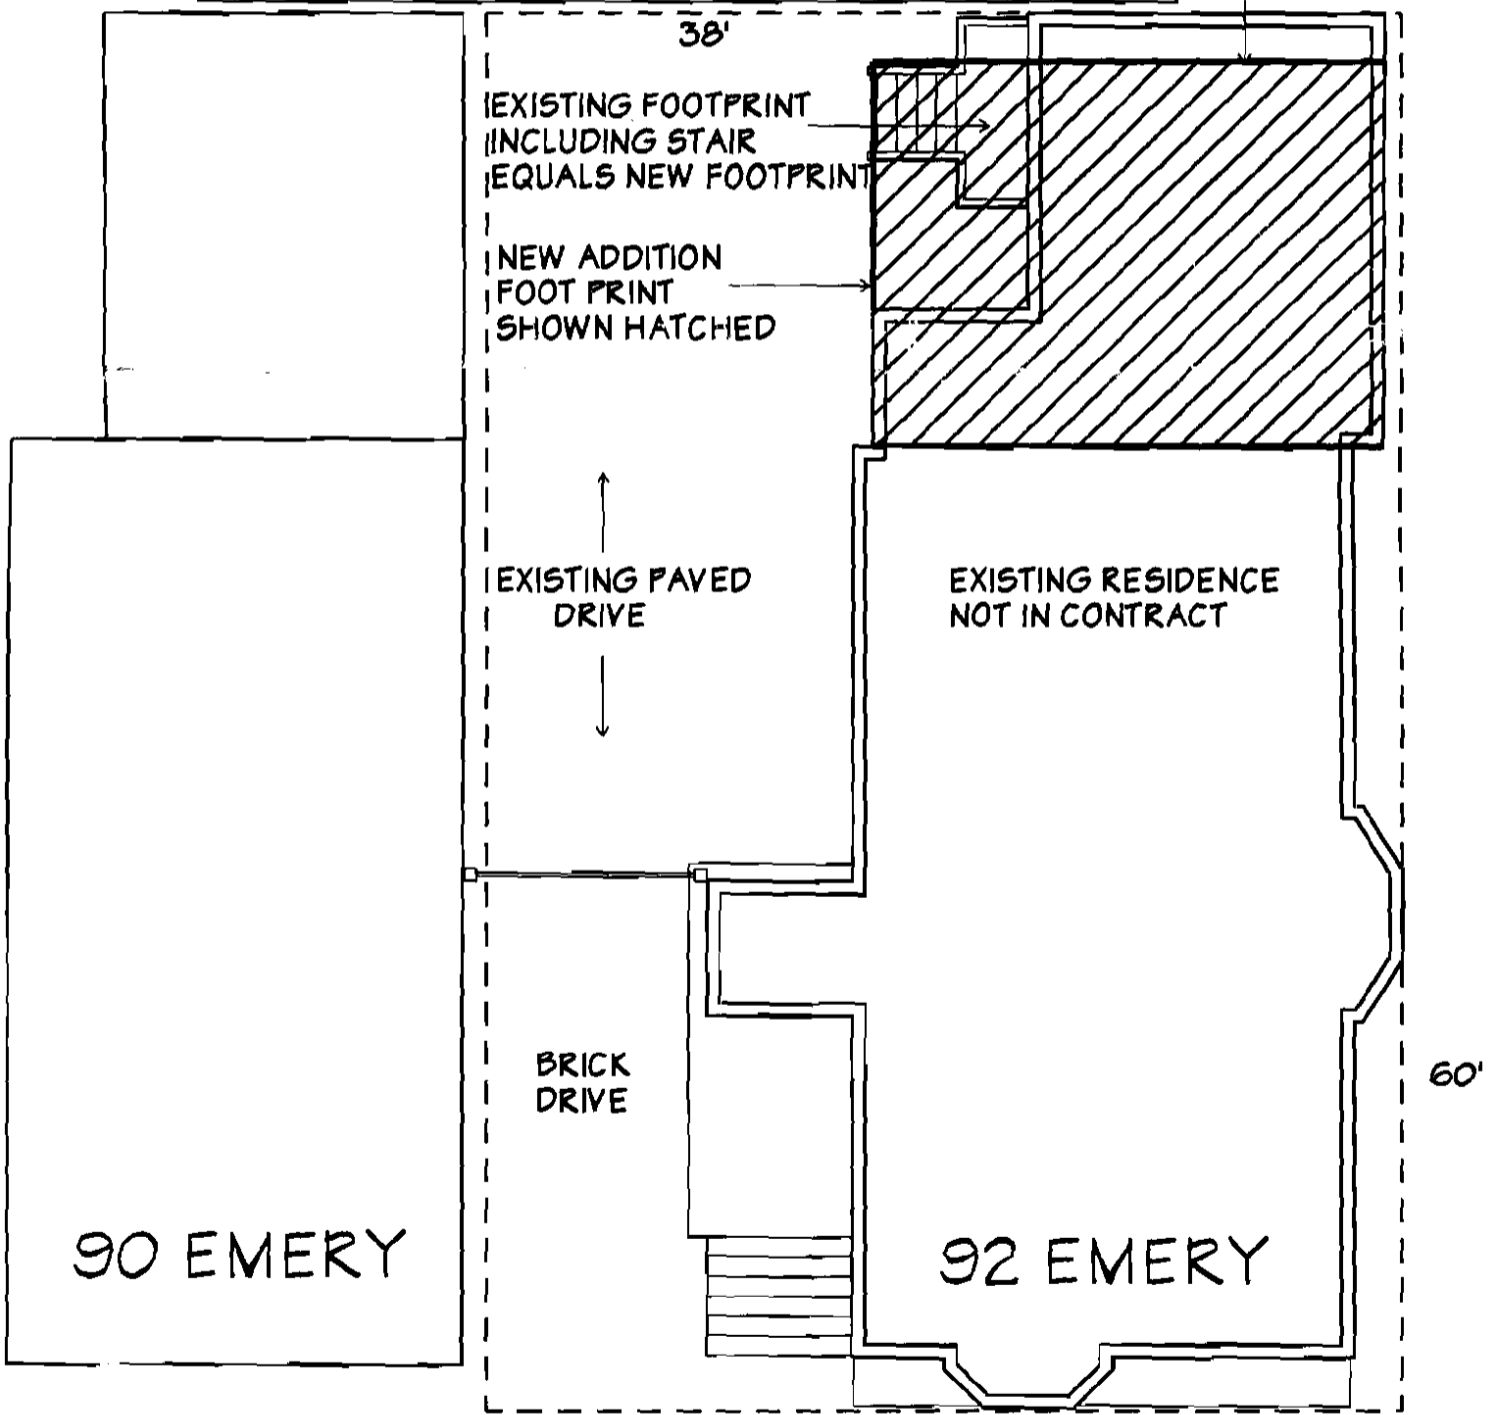 38'
EXISTING FOOTPRINT
INCLUDING STAIR
EQUALS NEW FOOTPRINT
NEW ADDITION
FOOT PRINT
SHOWN HATCHED
EXISTING PAVED
DRIVE
EXISTING RESIDENCE
NOT IN CONTRACT
BRICK
DRIVE
60'
90 EMERY
92 EMERY